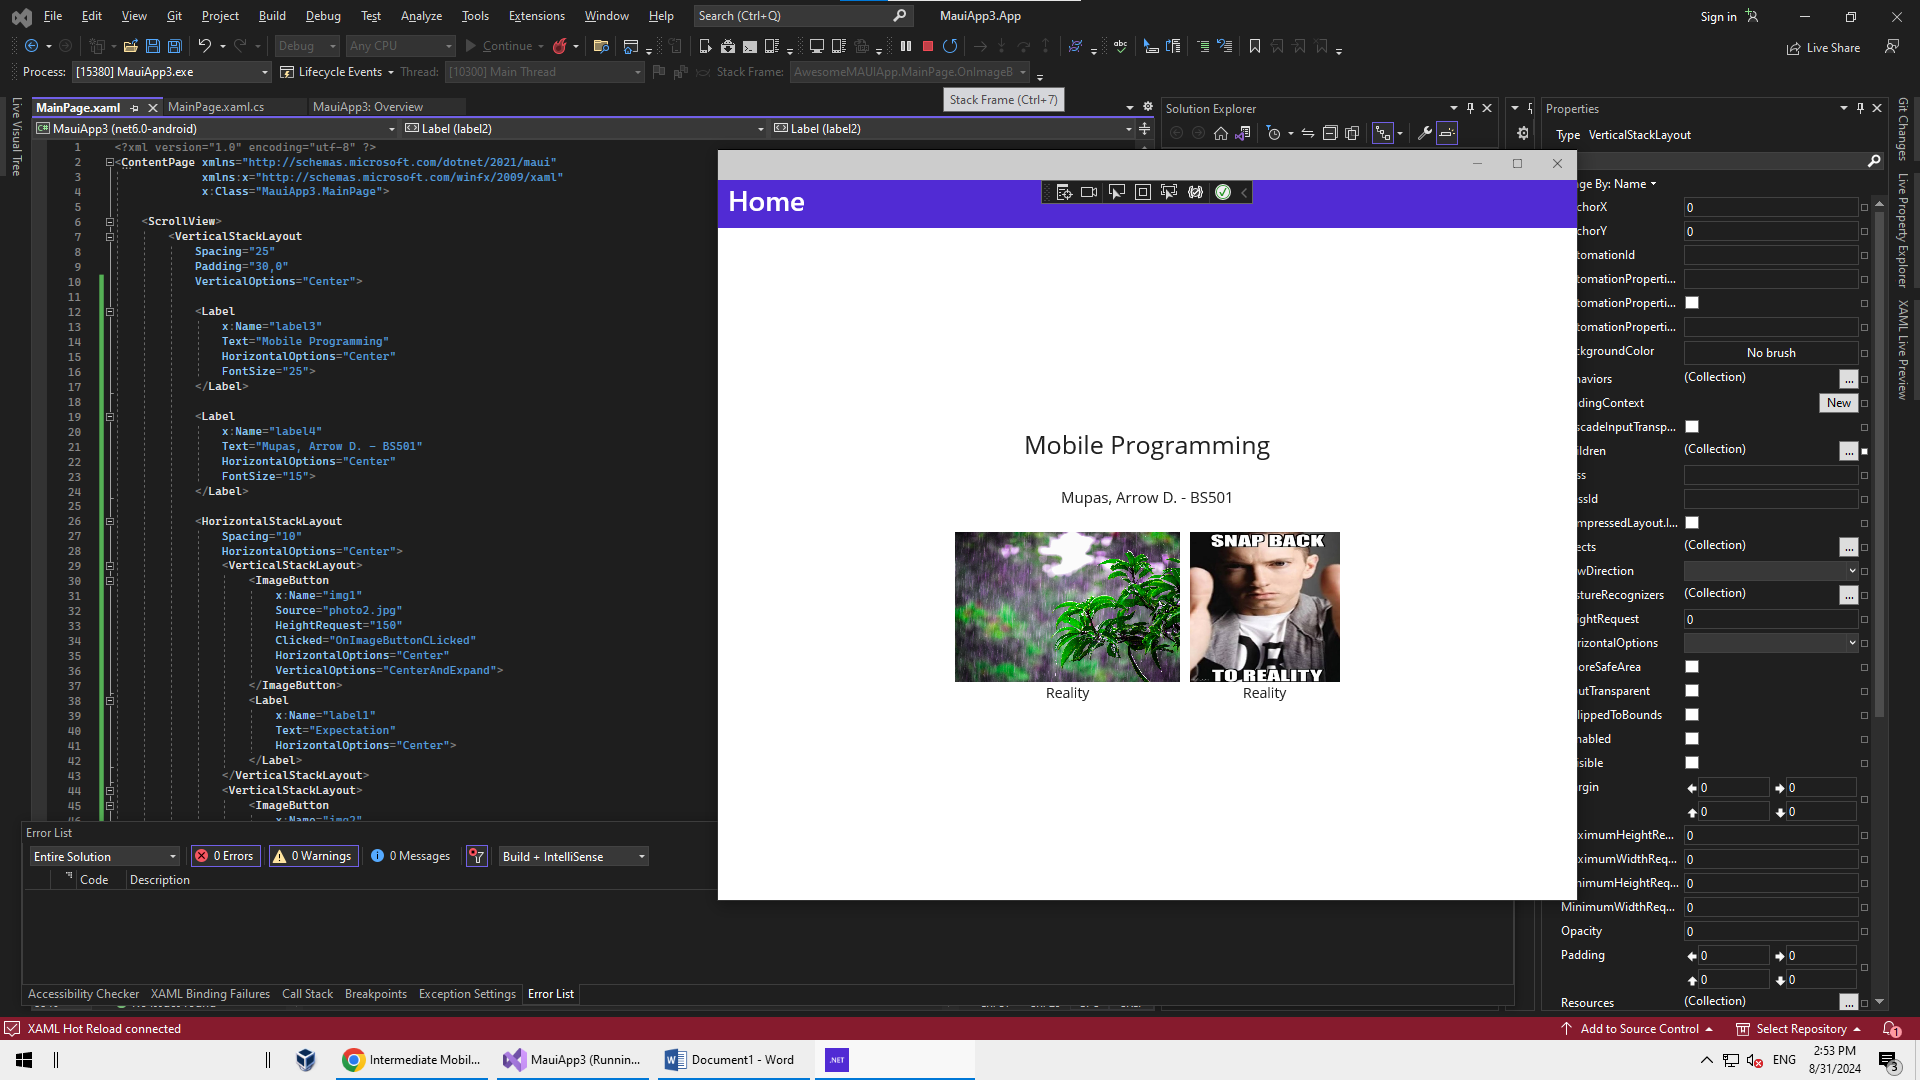 File Edit View Git Project Build Debug Test Analyze Tools Extensions Window Help Search (Ctrl+Q) MauiApp3.App Sign in
Debug Any CPU Continue Live Share
Process: [15380] MauiApp3.exe Lifecycle Events Thread: [10300] Main Thread Stack Frame: AwesomeMAUIApp.MainPage.OnImageB
Stack Frame (Ctrl+7)
Live Visual Tree
MainPage.xaml MainPage.xaml.cs MauiApp3: Overview
MauiApp3 (net6.0-android) Label (label2) Label (label2)
1 <?xml version="1.0" encoding="utf-8" ?>
2 <ContentPage xmlns="http://schemas.microsoft.com/dotnet/2021/maui"
3 xmlns:x="http://schemas.microsoft.com/winfx/2009/xaml"
4 x:Class="MauiApp3.MainPage">
5
6 <ScrollView>
7 <VerticalStackLayout
8 Spacing="25"
9 Padding="30,0"
10 VerticalOptions="Center">
11
12 <Label
13 x:Name="label3"
14 Text="Mobile Programming"
15 HorizontalOptions="Center"
16 FontSize="25">
17 </Label>
18
19 <Label
20 x:Name="label4"
21 Text="Mupas, Arrow D. - BS501"
22 HorizontalOptions="Center"
23 FontSize="15">
24 </Label>
25
26 <HorizontalStackLayout
27 Spacing="10"
28 HorizontalOptions="Center">
29 <VerticalStackLayout>
30 <ImageButton
31 x:Name="img1"
32 Source="photo2.jpg"
33 HeightRequest="150"
34 Clicked="OnImageButtonCLicked"
35 HorizontalOptions="Center"
36 VerticalOptions="CenterAndExpand">
37 </ImageButton>
38 <Label
39 x:Name="label1"
40 Text="Expectation"
41 HorizontalOptions="Center">
42 </Label>
43 </VerticalStackLayout>
44 <VerticalStackLayout>
45 <ImageButton
Home
Mobile Programming
Mupas, Arrow D. - BS501
SNAP BACK
TO REALITY
Reality Reality
Solution Explorer
Properties
Type VerticalStackLayout
ge By: Name
chorX 0
chorY 0
tomationId
tomationProperti...
tomationProperti...
tomationProperti...
ckgroundColor No brush
haviors (Collection) ...
dingContext New
scadeInputTransp...
ildren (Collection) ...
ss
ssId
mpressedLayout.I...
ects (Collection) ...
owDirection
stureRecognizers (Collection) ...
ightRequest 0
rizontalOptions
oreSafeArea
utTransparent
lippedToBounds
nabled
isible
rgin 0 0
0 0
ximumHeightRe... 0
ximumWidthReq... 0
nimumHeightReq... 0
MinimumWidthReq... 0
Opacity 0
Padding 0 0
0 0
Resources (Collection) ...
Git Changes
Live Property Explorer
XAML Live Preview
Error List
Entire Solution 0 Errors 0 Warnings 0 Messages Build + IntelliSense
Code Description
Accessibility Checker XAML Binding Failures Call Stack Breakpoints Exception Settings Error List
XAML Hot Reload connected Add to Source Control Select Repository 1
Intermediate Mobil... MauiApp3 (Runnin... Document1 - Word .NET ENG 2:53 PM
8/31/2024 3